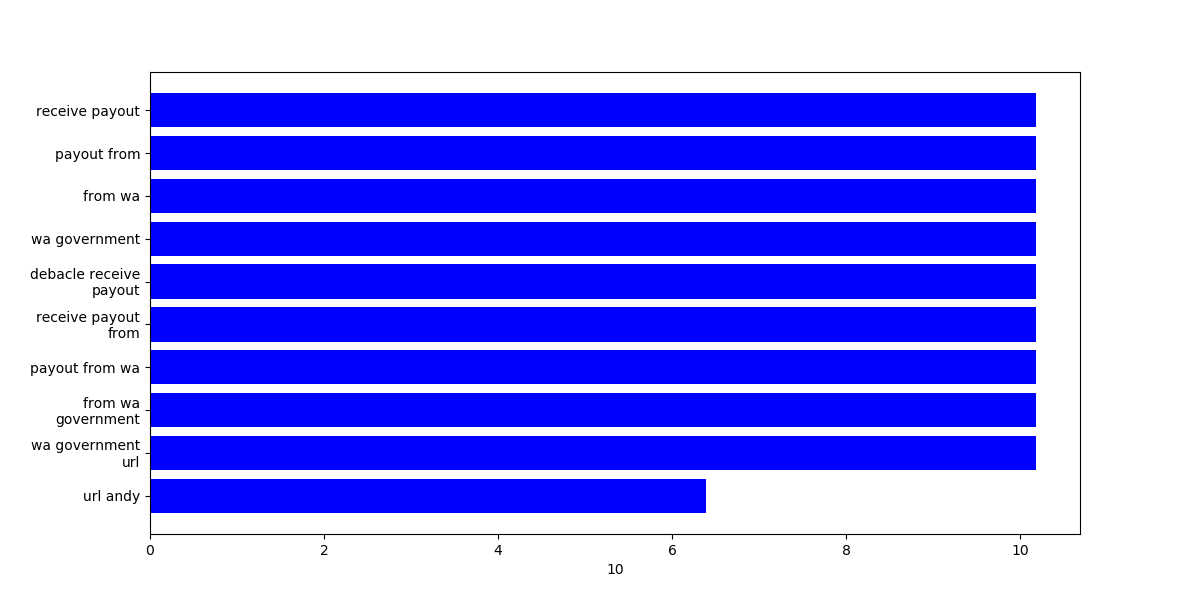 receive payout
payout from
from wa
wa government
debacle receive
payout
receive payout
from
payout from wa
from wa
government
wa government
url
url andy
0 2 4 6 8 10
10